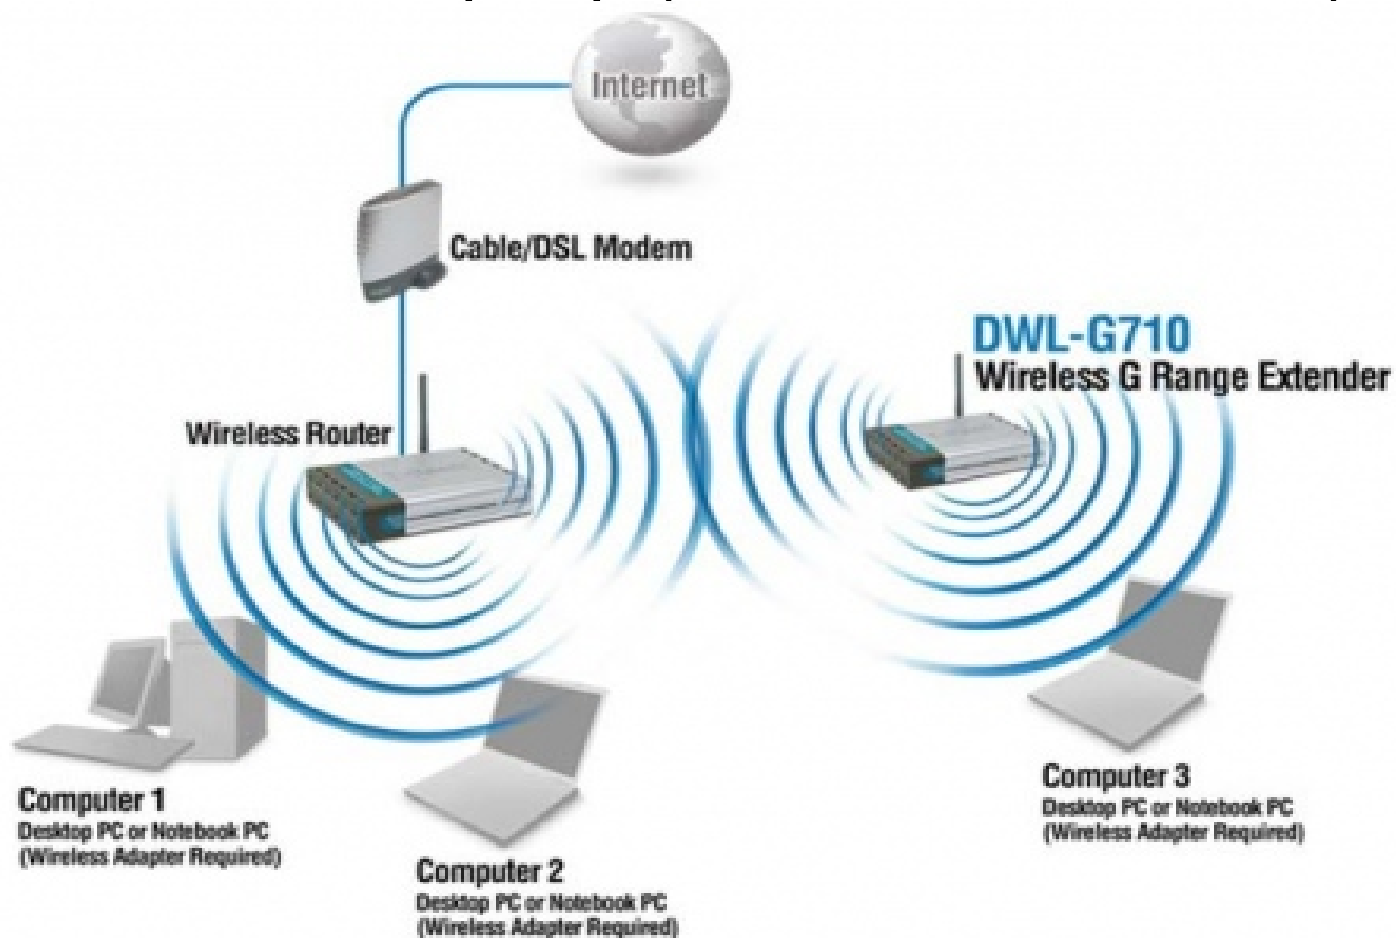 Internet
Cable/DSL Modem
DWL-G710
Wireless G Range Extender
Wireless Router
Computer 1
Desktop PC or Notebook PC
(Wireless Adapter Required)
Computer 2
Desktop PC or Notebook PC
(Wireless Adapter Required)
Computer 3
Desktop PC or Notebook PC
(Wireless Adapter Required)